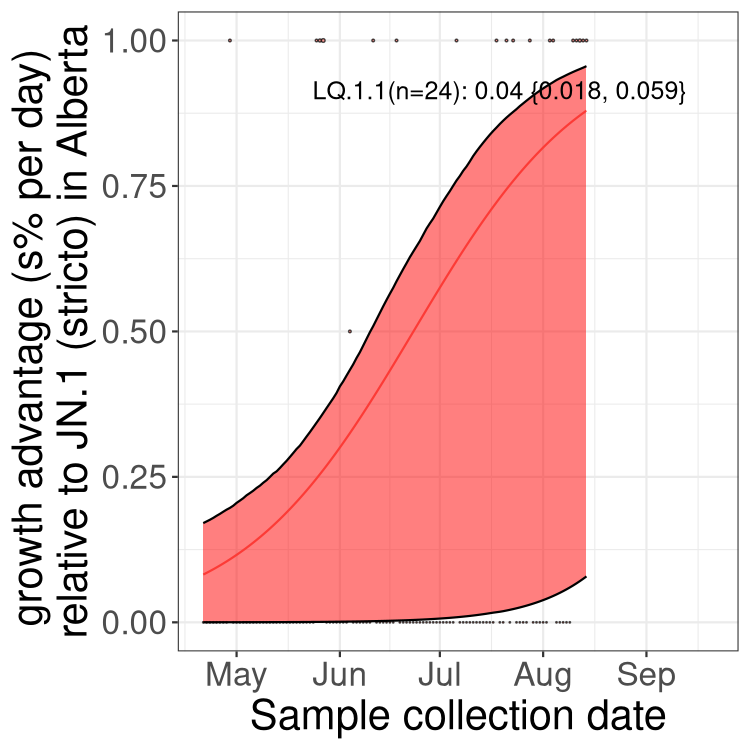 growth advantage (s% per day)
relative to JN.1 (stricto) in Alberta
1.00
0.75
0.50
0.25
0.00
LQ.1.1(n=24): 0.04 {0.018, 0.059}
May Jun Jul Aug Sep
Sample collection date